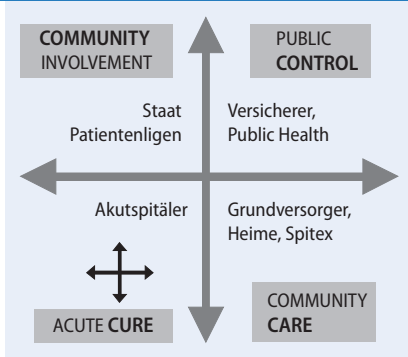 COMMUNITY
INVOLVEMENT
PUBLIC
CONTROL
Staat
Patientenligen
Versicherer,
Public Health
Akutspitäler
Grundversorger,
Heime, Spitex
ACUTE CURE
COMMUNITY
CARE